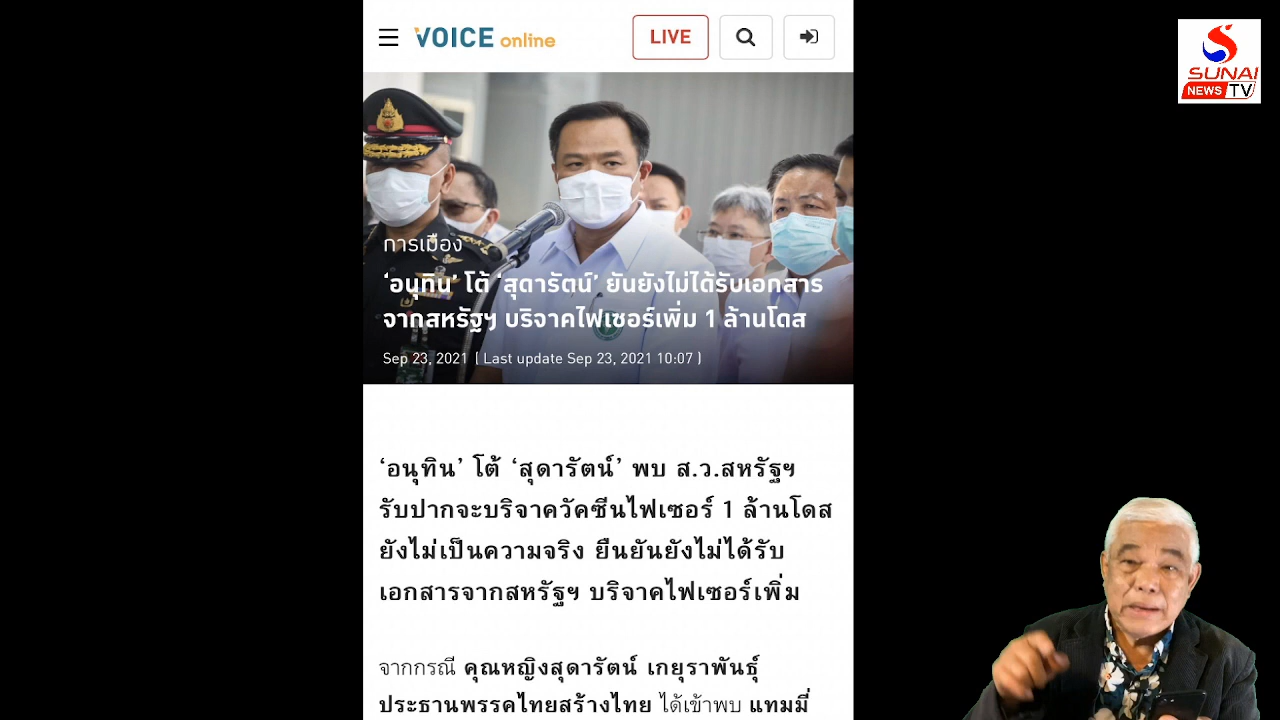 VOICE online
LIVE
SUNAI
NEWS TV
การเมือง
‘อนุทิน’ โต้ ‘สุดารัตน์’ ยันยังไม่ได้รับเอกสาร
จากสหรัฐฯ บริจาคไฟเซอร์เพิ่ม 1 ล้านโดส
Sep 23, 2021 ( Last update Sep 23, 2021 10:07 )
‘อนุทิน’ โต้ ‘สุดารัตน์’ พบ ส.ว.สหรัฐฯ
รับปากจะบริจาควัคซีนไฟเซอร์ 1 ล้านโดส
ยังไม่เป็นความจริง ยืนยันยังไม่ได้รับ
เอกสารจากสหรัฐฯ บริจาคไฟเซอร์เพิ่ม
จากกรณี คุณหญิงสุดารัตน์ เกยุราพันธุ์
ประธานพรรคไทยสร้างไทย ได้เข้าพบ แทมมี่